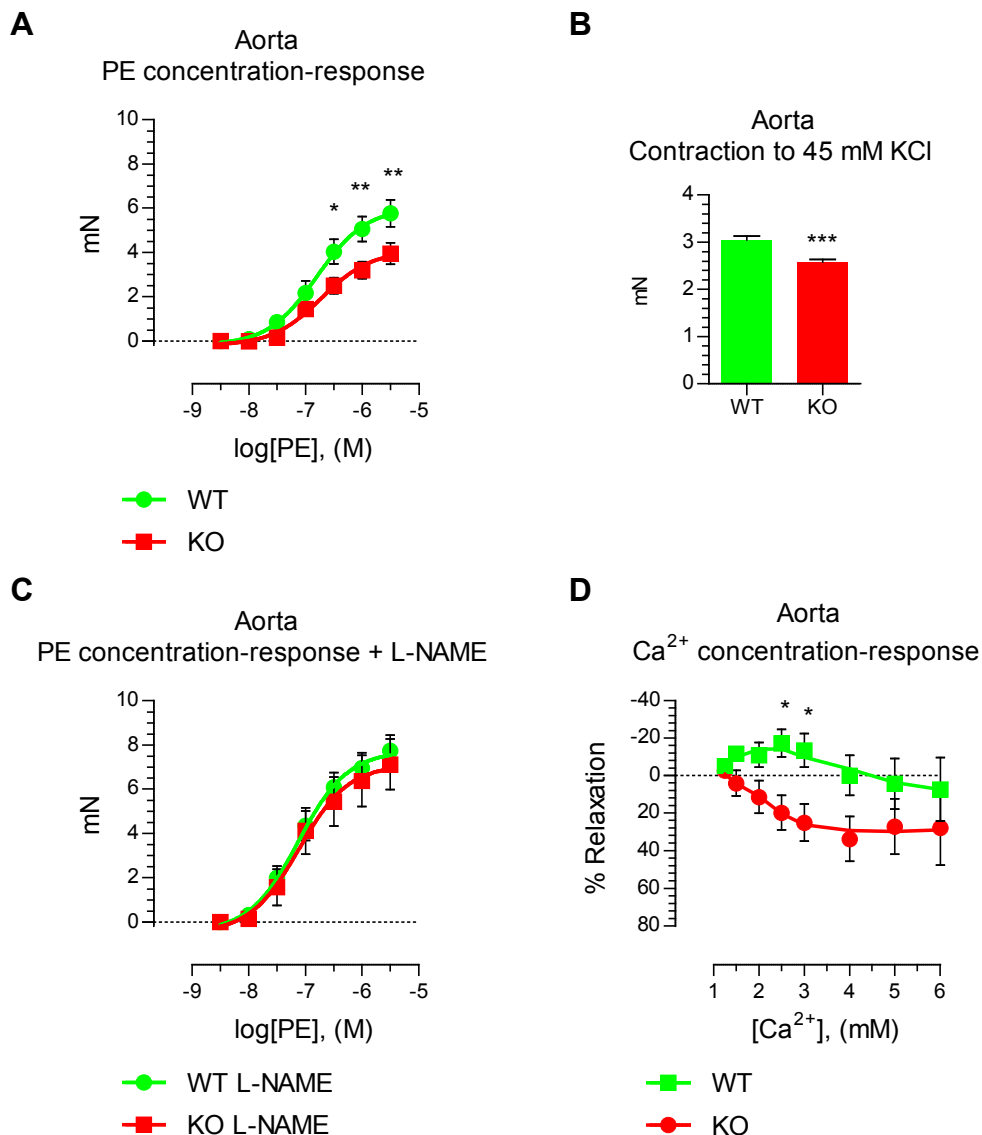 A
Aorta
PE concentration-response
10
8
6
4
2
0
mN
* ** **
-9 -8 -7 -6 -5
log[PE], (M)
WT
KO
B
Aorta
Contraction to 45 mM KCl
4
3
2
1
0
mN
***
WT KO
C
Aorta
PE concentration-response + L-NAME
10
8
6
4
2
0
mN
-9 -8 -7 -6 -5
log[PE], (M)
WT L-NAME
KO L-NAME
D
Aorta
Ca²⁺ concentration-response
-40
-20
0
20
40
60
80
% Relaxation
* *
1 2 3 4 5 6
[Ca²⁺], (mM)
WT
KO